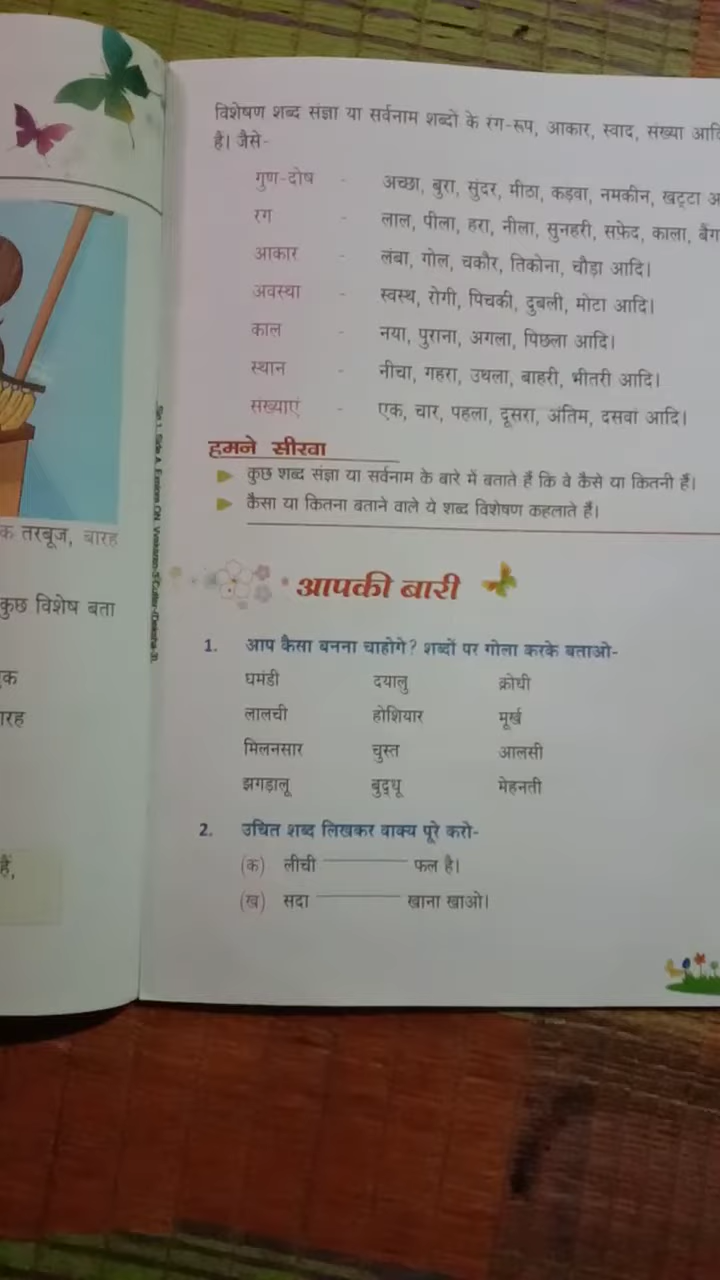 क तरबूज, बारह
कुछ विशेष बता
क
रह
हैं,
विशेषण शब्द संज्ञा या सर्वनाम शब्दों के रंग-रूप, आकार, स्वाद, संख्या आदि
है। जैसे-
गुण-दोष - अच्छा, बुरा, सुंदर, मीठा, कड़वा, नमकीन, खट्टा
रंग - लाल, पीला, हरा, नीला, सुनहरी, सफ़ेद, काला, बैंग
आकार - लंबा, गोल, चकौर, तिकोना, चौड़ा आदि।
अवस्था - स्वस्थ, रोगी, पिचकी, दुबली, मोटा आदि।
काल - नया, पुराना, अगला, पिछला आदि।
स्थान - नीचा, गहरा, उथला, बाहरी, भीतरी आदि।
संख्याएं - एक, चार, पहला, दूसरा, अंतिम, दसवां आदि।
हमने सीखा
कुछ शब्द संज्ञा या सर्वनाम के बारे में बताते हैं कि वे कैसे या कितनी हैं।
कैसा या कितना बताने वाले ये शब्द विशेषण कहलाते हैं।
आपकी बारी
1. आप कैसा बनना चाहोगे? शब्दों पर गोला करके बताओ-
घमंडी दयालु क्रोधी
लालची होशियार मूर्ख
मिलनसार चुस्त आलसी
झगड़ालू बुद्धू मेहनती
2. उचित शब्द लिखकर वाक्य पूरे करो-
(क) लीची ______ फल है।
(ख) सदा ______ खाना खाओ।